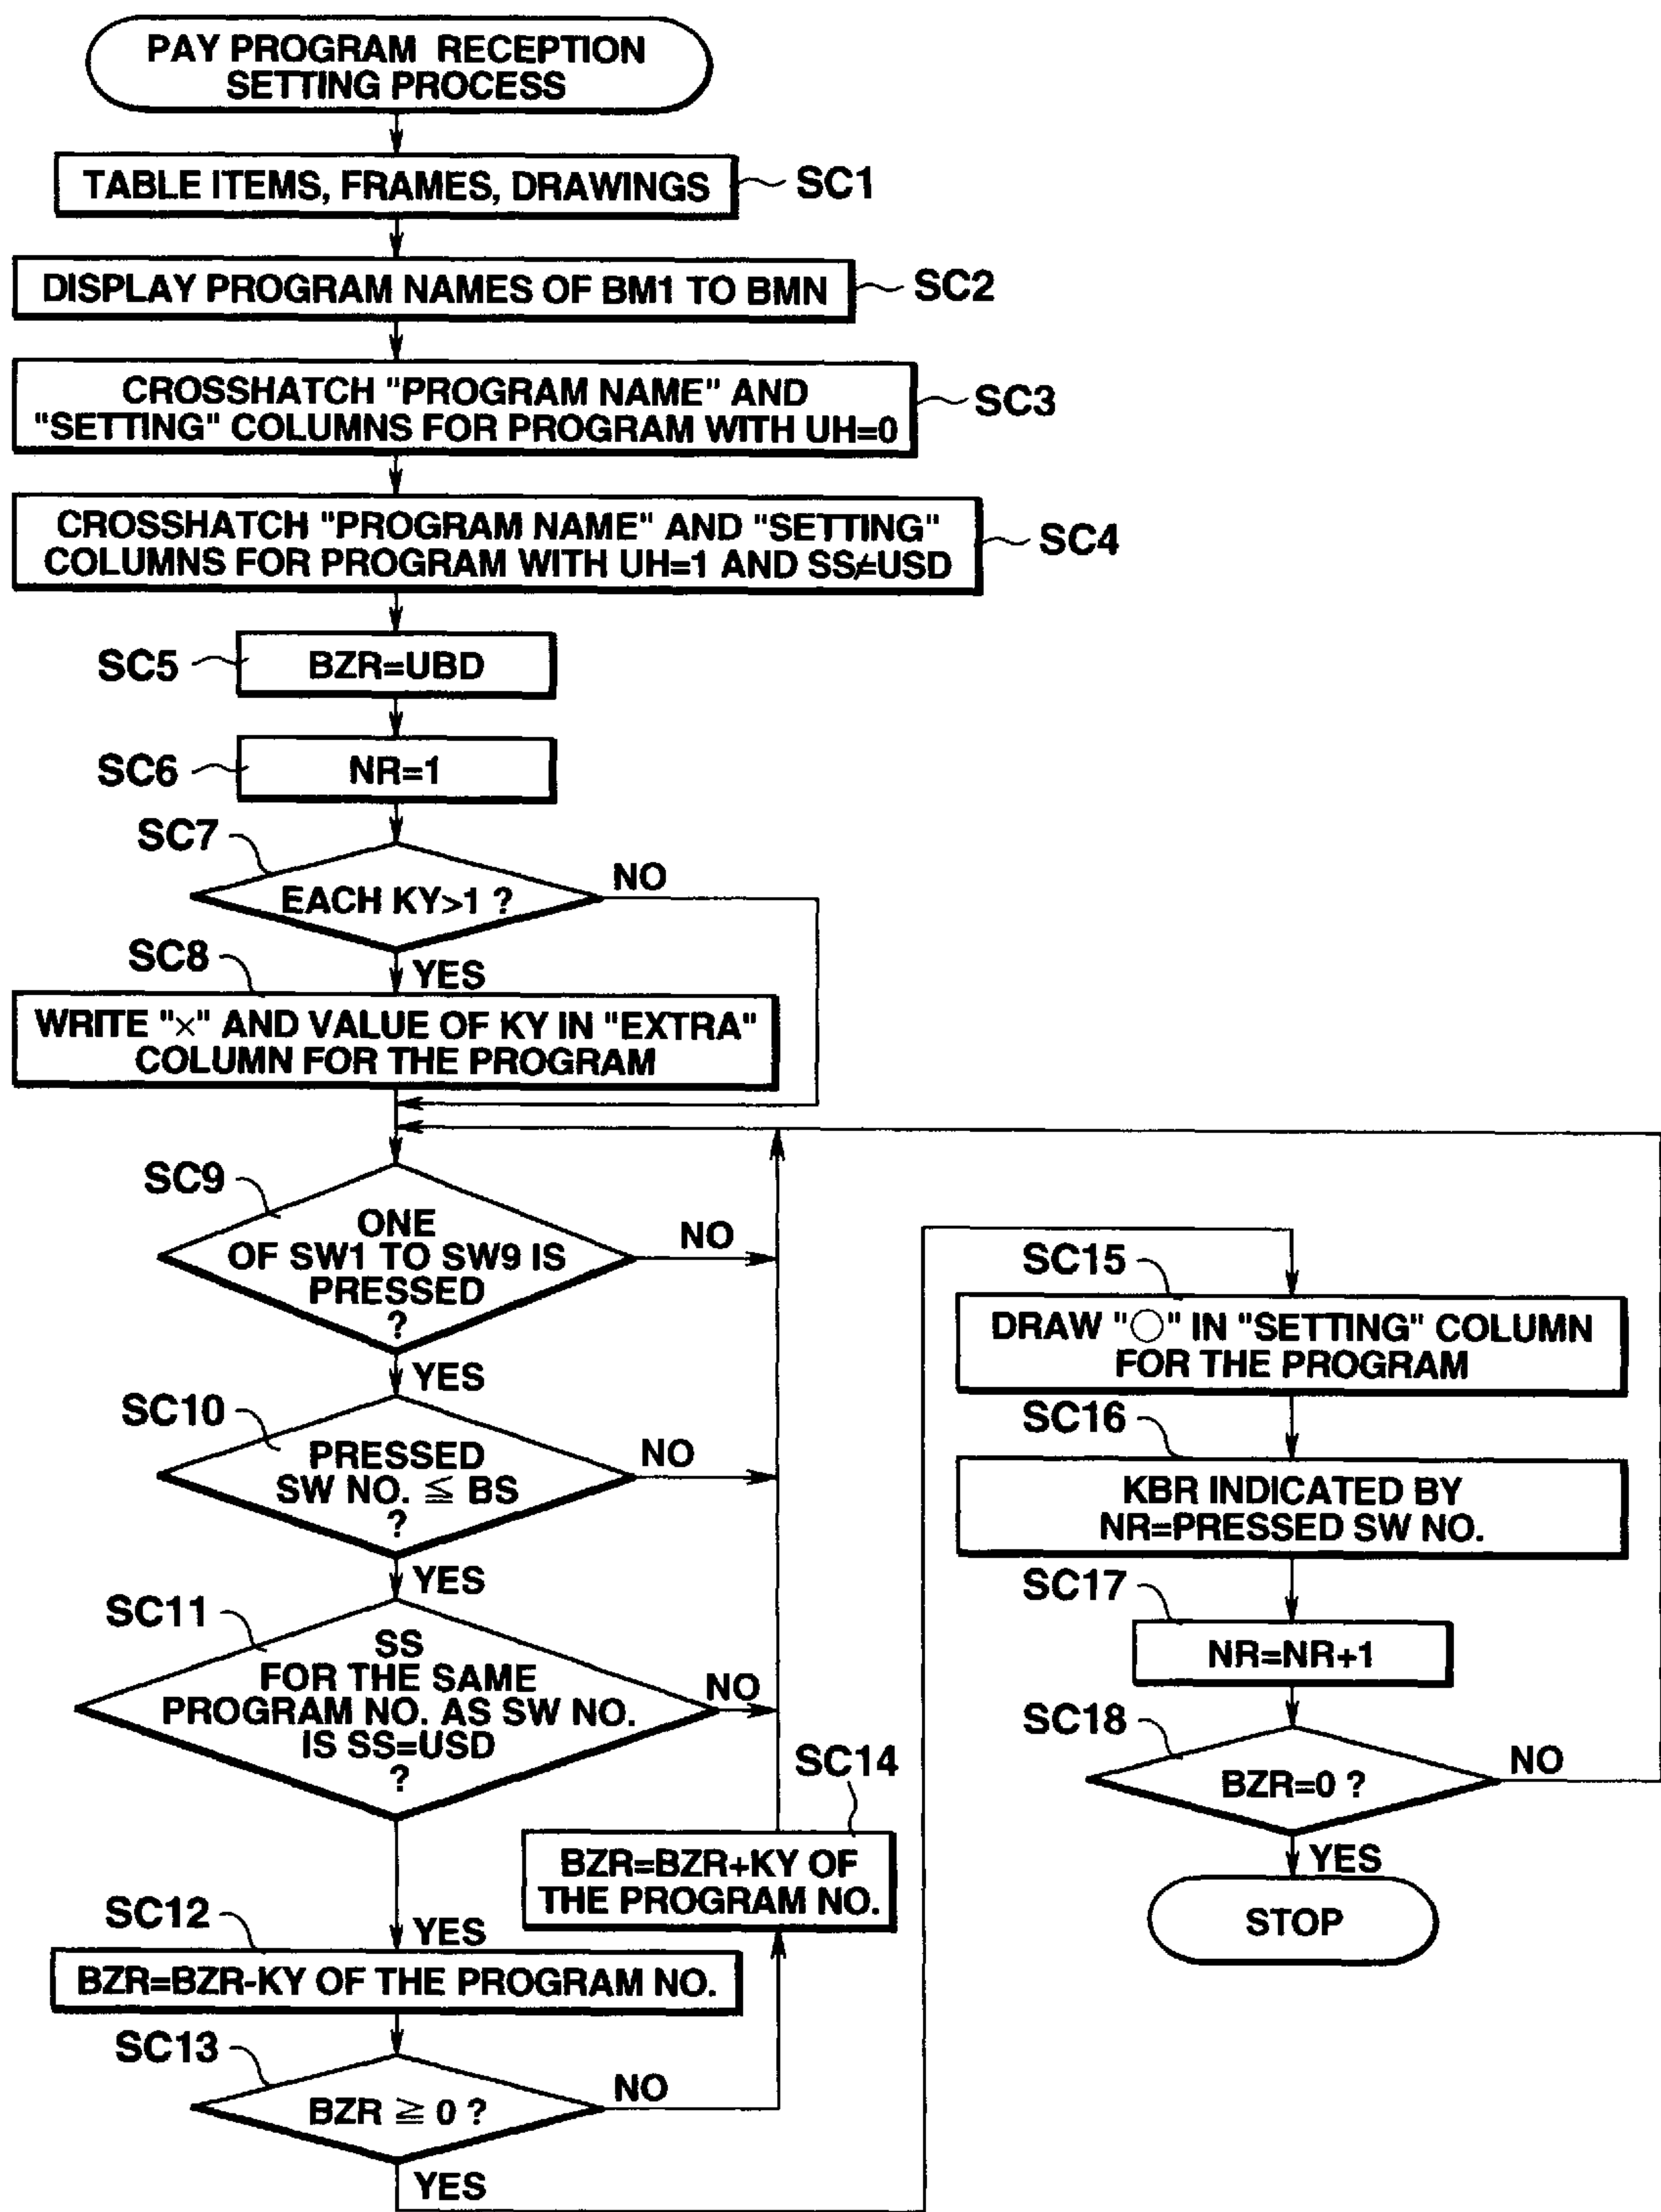 PAY PROGRAM RECEPTION
SETTING PROCESS
TABLE ITEMS, FRAMES, DRAWINGS
SC1
DISPLAY PROGRAM NAMES OF BM1 TO BMN
SC2
CROSSHATCH "PROGRAM NAME" AND
"SETTING" COLUMNS FOR PROGRAM WITH UH=0
SC3
CROSSHATCH "PROGRAM NAME" AND "SETTING"
COLUMNS FOR PROGRAM WITH UH=1 AND SS≠USD
SC4
SC5
BZR=UBD
SC6
NR=1
SC7
EACH KY>1 ?
NO
YES
SC8
WRITE "×" AND VALUE OF KY IN "EXTRA"
COLUMN FOR THE PROGRAM
SC9
ONE
OF SW1 TO SW9 IS
PRESSED
?
NO
YES
SC10
PRESSED
SW NO. ≦ BS
?
NO
YES
SC11
SS
FOR THE SAME
PROGRAM NO. AS SW NO.
IS SS=USD
?
NO
YES
SC12
BZR=BZR-KY OF THE PROGRAM NO.
SC13
BZR ≧ 0 ?
NO
YES
SC14
BZR=BZR+KY OF
THE PROGRAM NO.
SC15
DRAW "○" IN "SETTING" COLUMN
FOR THE PROGRAM
SC16
KBR INDICATED BY
NR=PRESSED SW NO.
SC17
NR=NR+1
SC18
BZR=0 ?
NO
YES
STOP